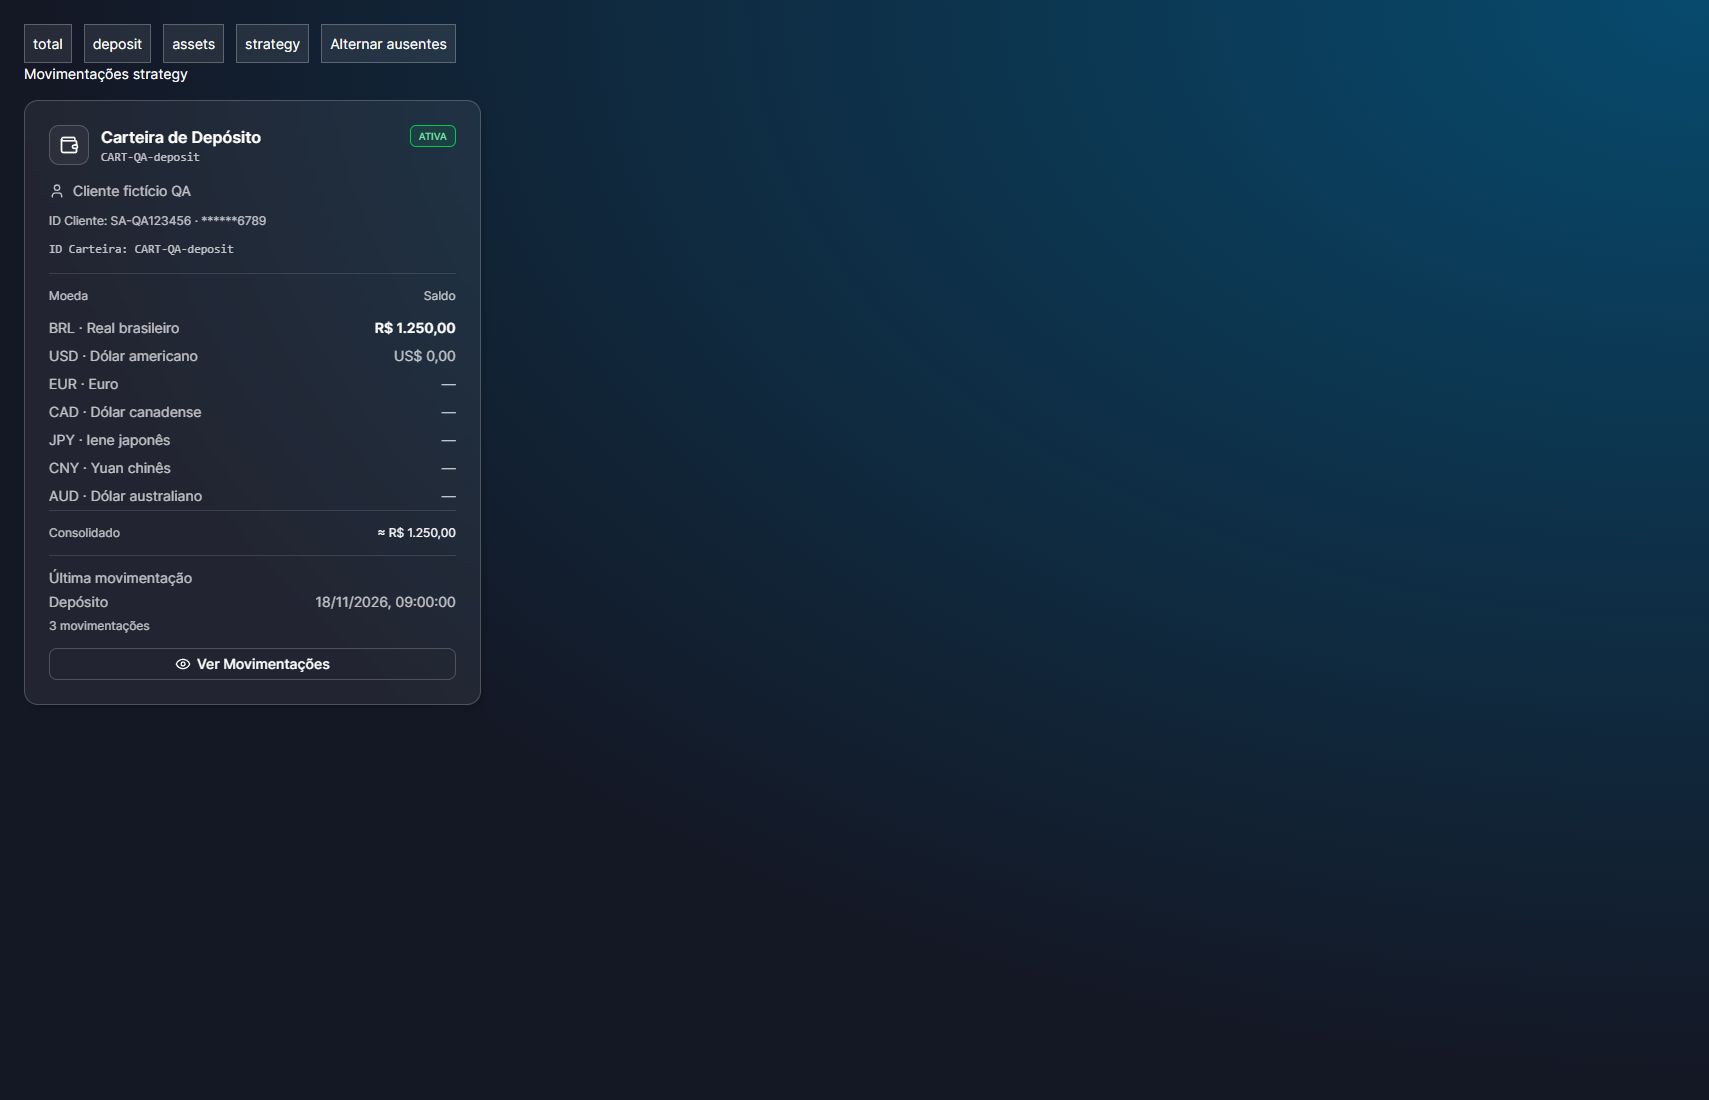 total deposit assets strategy Alternar ausentes
Movimentações strategy
Carteira de Depósito ATIVA
CART-QA-deposit
Cliente fictício QA
ID Cliente: SA-QA123456 · ******6789
ID Carteira: CART-QA-deposit
Moeda Saldo
BRL · Real brasileiro R$ 1.250,00
USD · Dólar americano US$ 0,00
EUR · Euro —
CAD · Dólar canadense —
JPY · Iene japonês —
CNY · Yuan chinês —
AUD · Dólar australiano —
Consolidado ≈ R$ 1.250,00
Última movimentação
Depósito 18/11/2026, 09:00:00
3 movimentações
Ver Movimentações